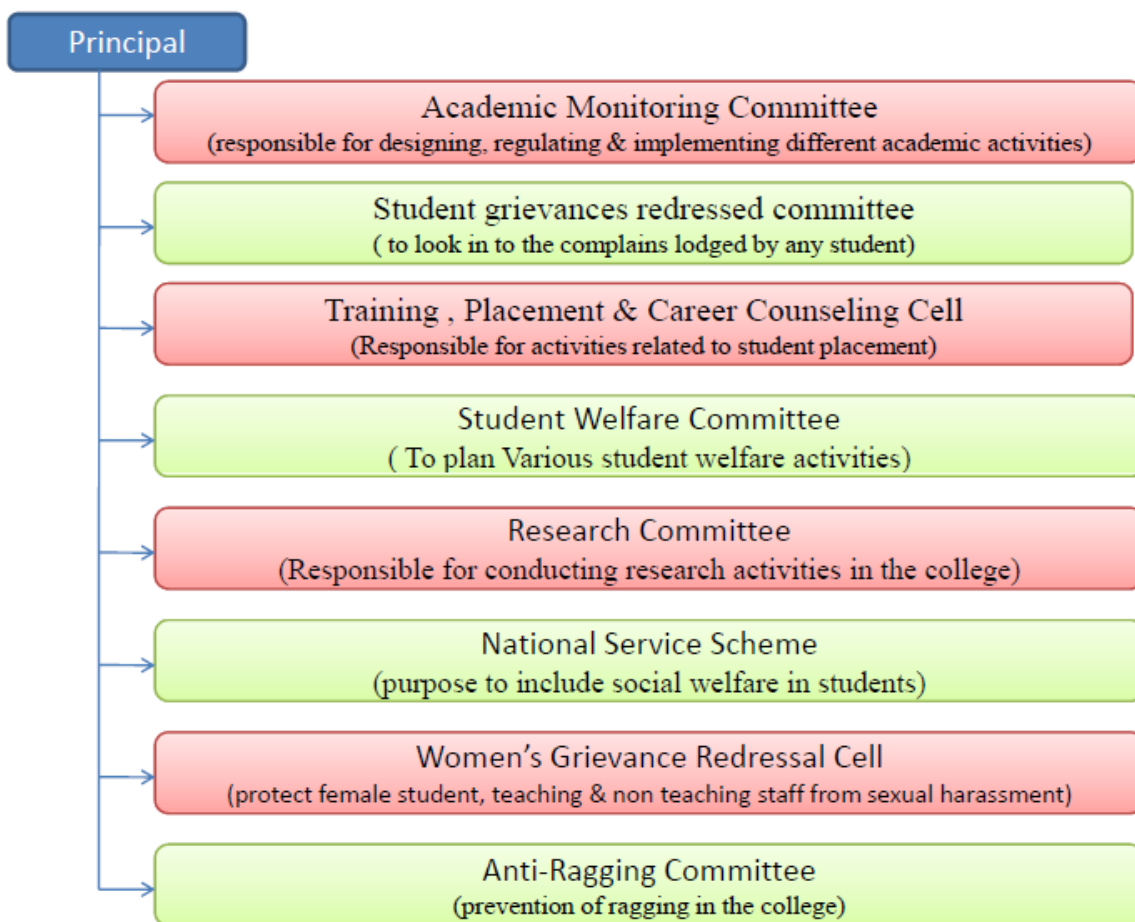 Principal
Academic Monitoring Committee
(responsible for designing, regulating & implementing different academic activities)
Student grievances redressed committee
( to look in to the complains lodged by any student)
Training , Placement & Career Counseling Cell
(Responsible for activities related to student placement)
Student Welfare Committee
( To plan Various student welfare activities)
Research Committee
(Responsible for conducting research activities in the college)
National Service Scheme
(purpose to include social welfare in students)
Women’s Grievance Redressal Cell
(protect female student, teaching & non teaching staff from sexual harassment)
Anti-Ragging Committee
(prevention of ragging in the college)